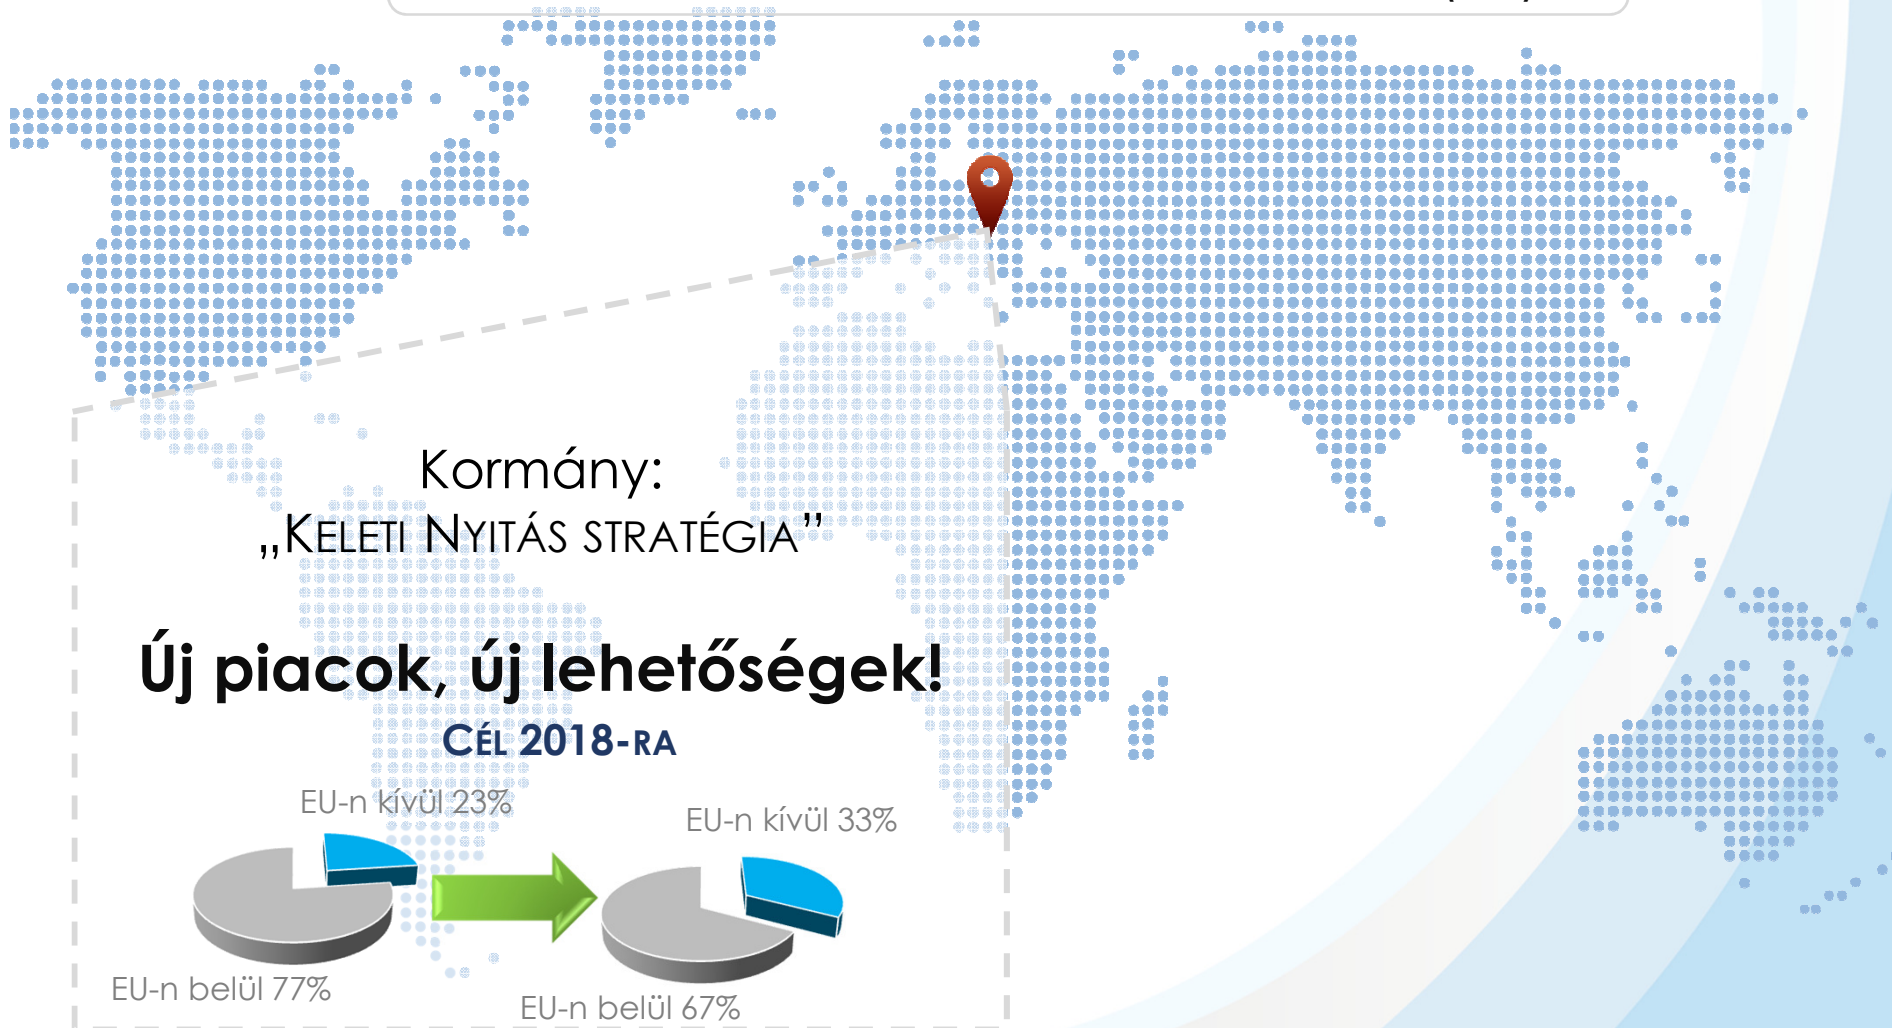 Kormány:
„KELETI NYITÁS STRATÉGIA”
Új piacok, új lehetőségek!
CÉL 2018-RA
EU-n kívül 23%
EU-n kívül 33%
EU-n belül 77%
EU-n belül 67%